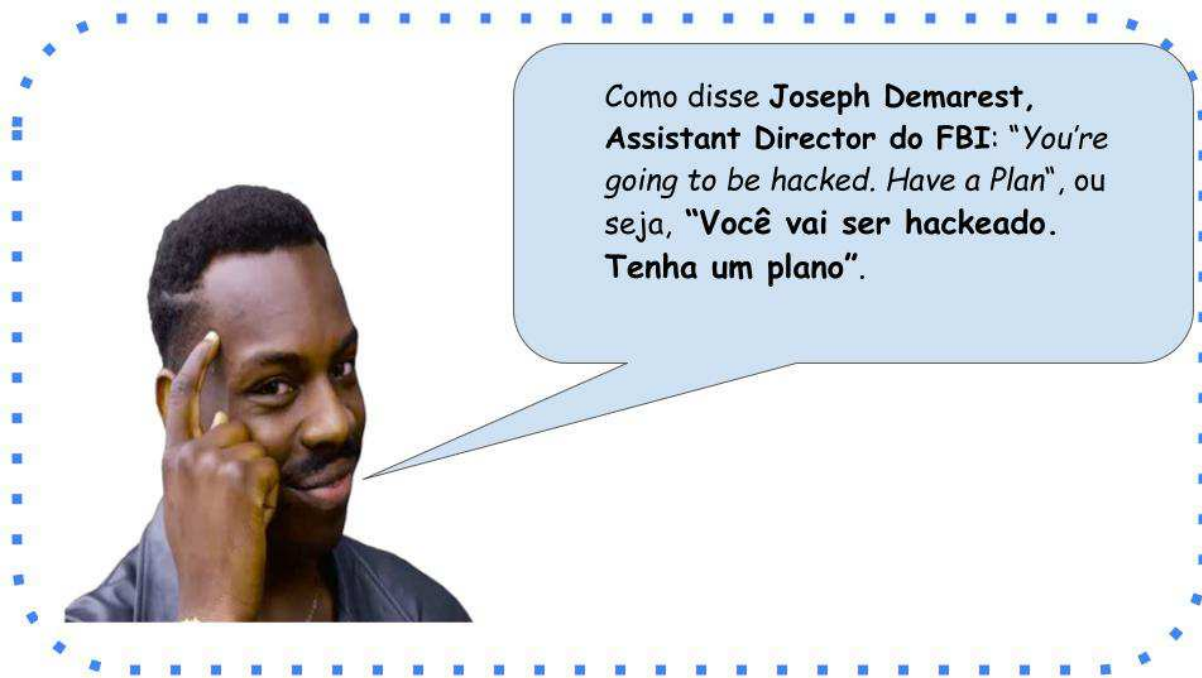 Como disse Joseph Demarest,
Assistant Director do FBI: “You’re
going to be hacked. Have a Plan“, ou
seja, “Você vai ser hackeado.
Tenha um plano”.